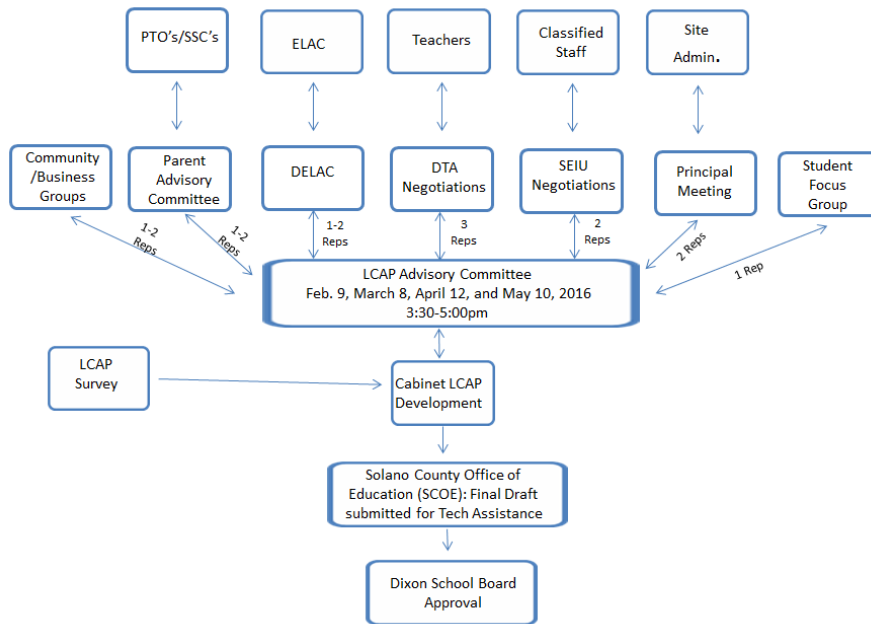 PTO's/SSC's
ELAC
Teachers
Classified
Staff
Site
Admin.
Community
/Business
Groups
Parent
Advisory
Committee
DELAC
DTA
Negotiations
SEIU
Negotiations
Principal
Meeting
Student
Focus
Group
1-2
Reps
1-2
Reps
1-2
Reps
3
Reps
2
Reps
2 Reps
1 Rep
LCAP Advisory Committee
Feb. 9, March 8, April 12, and May 10, 2016
3:30-5:00pm
LCAP
Survey
Cabinet LCAP
Development
Solano County Office of
Education (SCOE): Final Draft
submitted for Tech Assistance
Dixon School Board
Approval